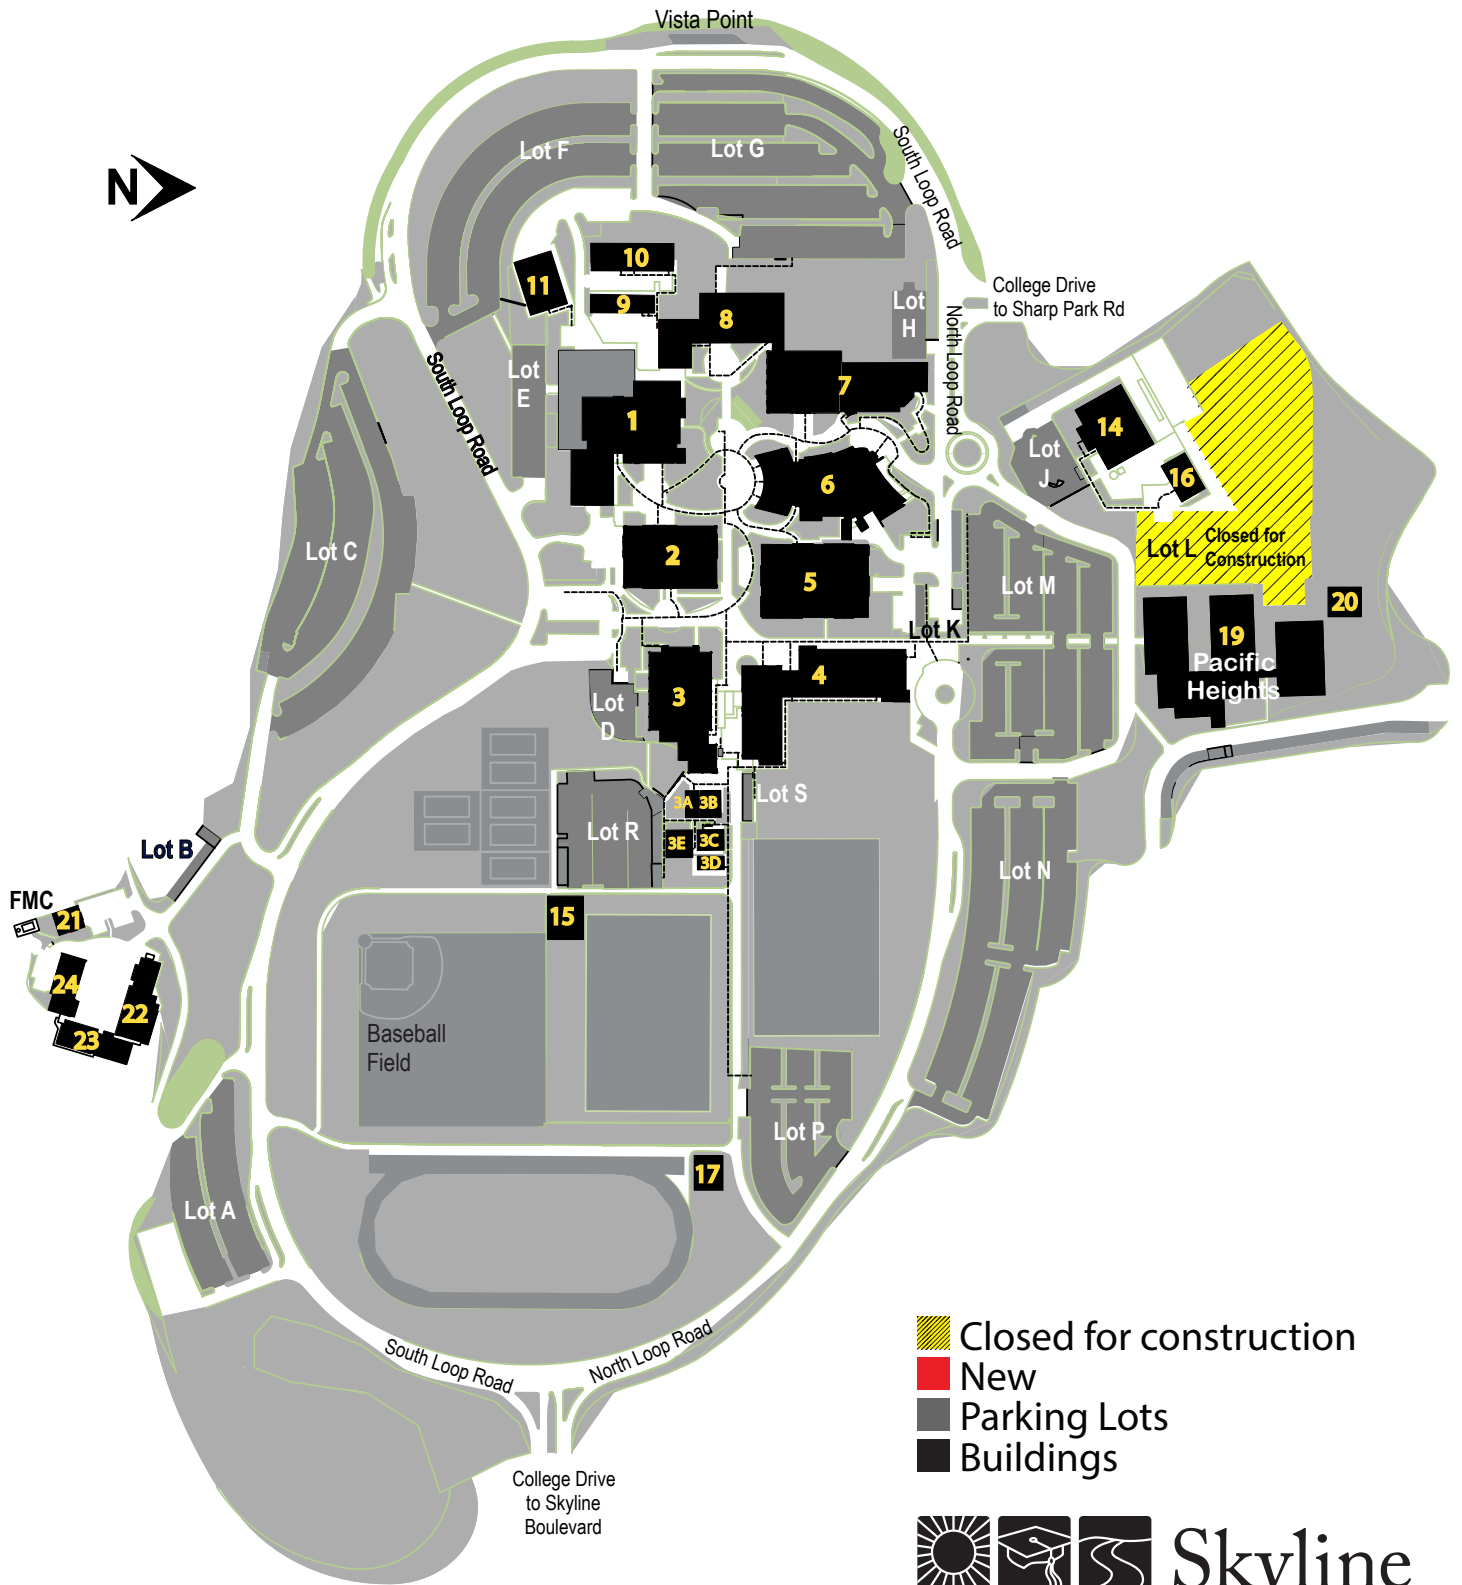 Vista Point
Lot F
Lot G
South Loop Road
N
10
11
9
8
College Drive
to Sharp Park Rd
Lot
H
North Loop Road
South Loop Road
Lot
E
7
1
14
Lot
J
16
6
Lot C
2
5
Lot L
Closed for
Construction
Lot M
20
Lot K
19
Pacific
Heights
4
3
Lot
D
Lot S
3A
3B
Lot R
3E
3C
3D
Lot B
Lot N
FMC
21
15
24
22
23
Baseball
Field
Lot P
17
Lot A
South Loop Road
North Loop Road
College Drive
to Skyline
Boulevard
Closed for construction
New
Parking Lots
Buildings
Skyline